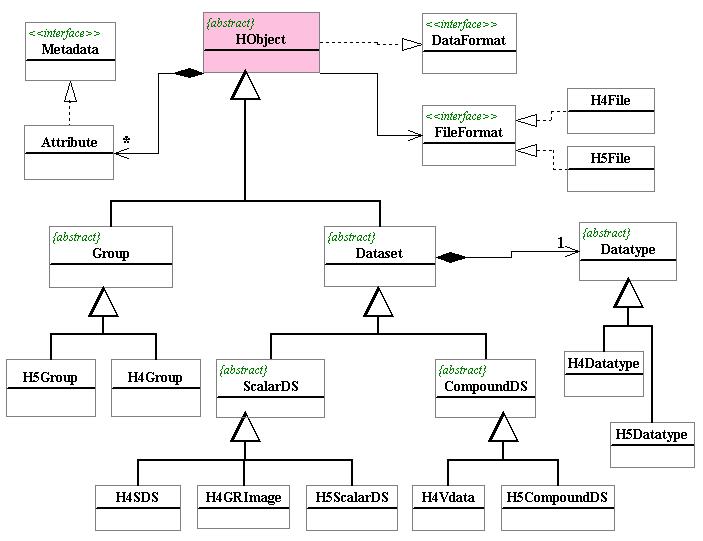 <<interface>>
Metadata
{abstract}
HObject
<<interface>>
DataFormat
Attribute
*
<<interface>>
FileFormat
H4File
H5File
{abstract}
Group
{abstract}
Dataset
1
{abstract}
Datatype
H5Group
H4Group
{abstract}
ScalarDS
{abstract}
CompoundDS
H4Datatype
H5Datatype
H4SDS
H4GRImage
H5ScalarDS
H4Vdata
H5CompoundDS